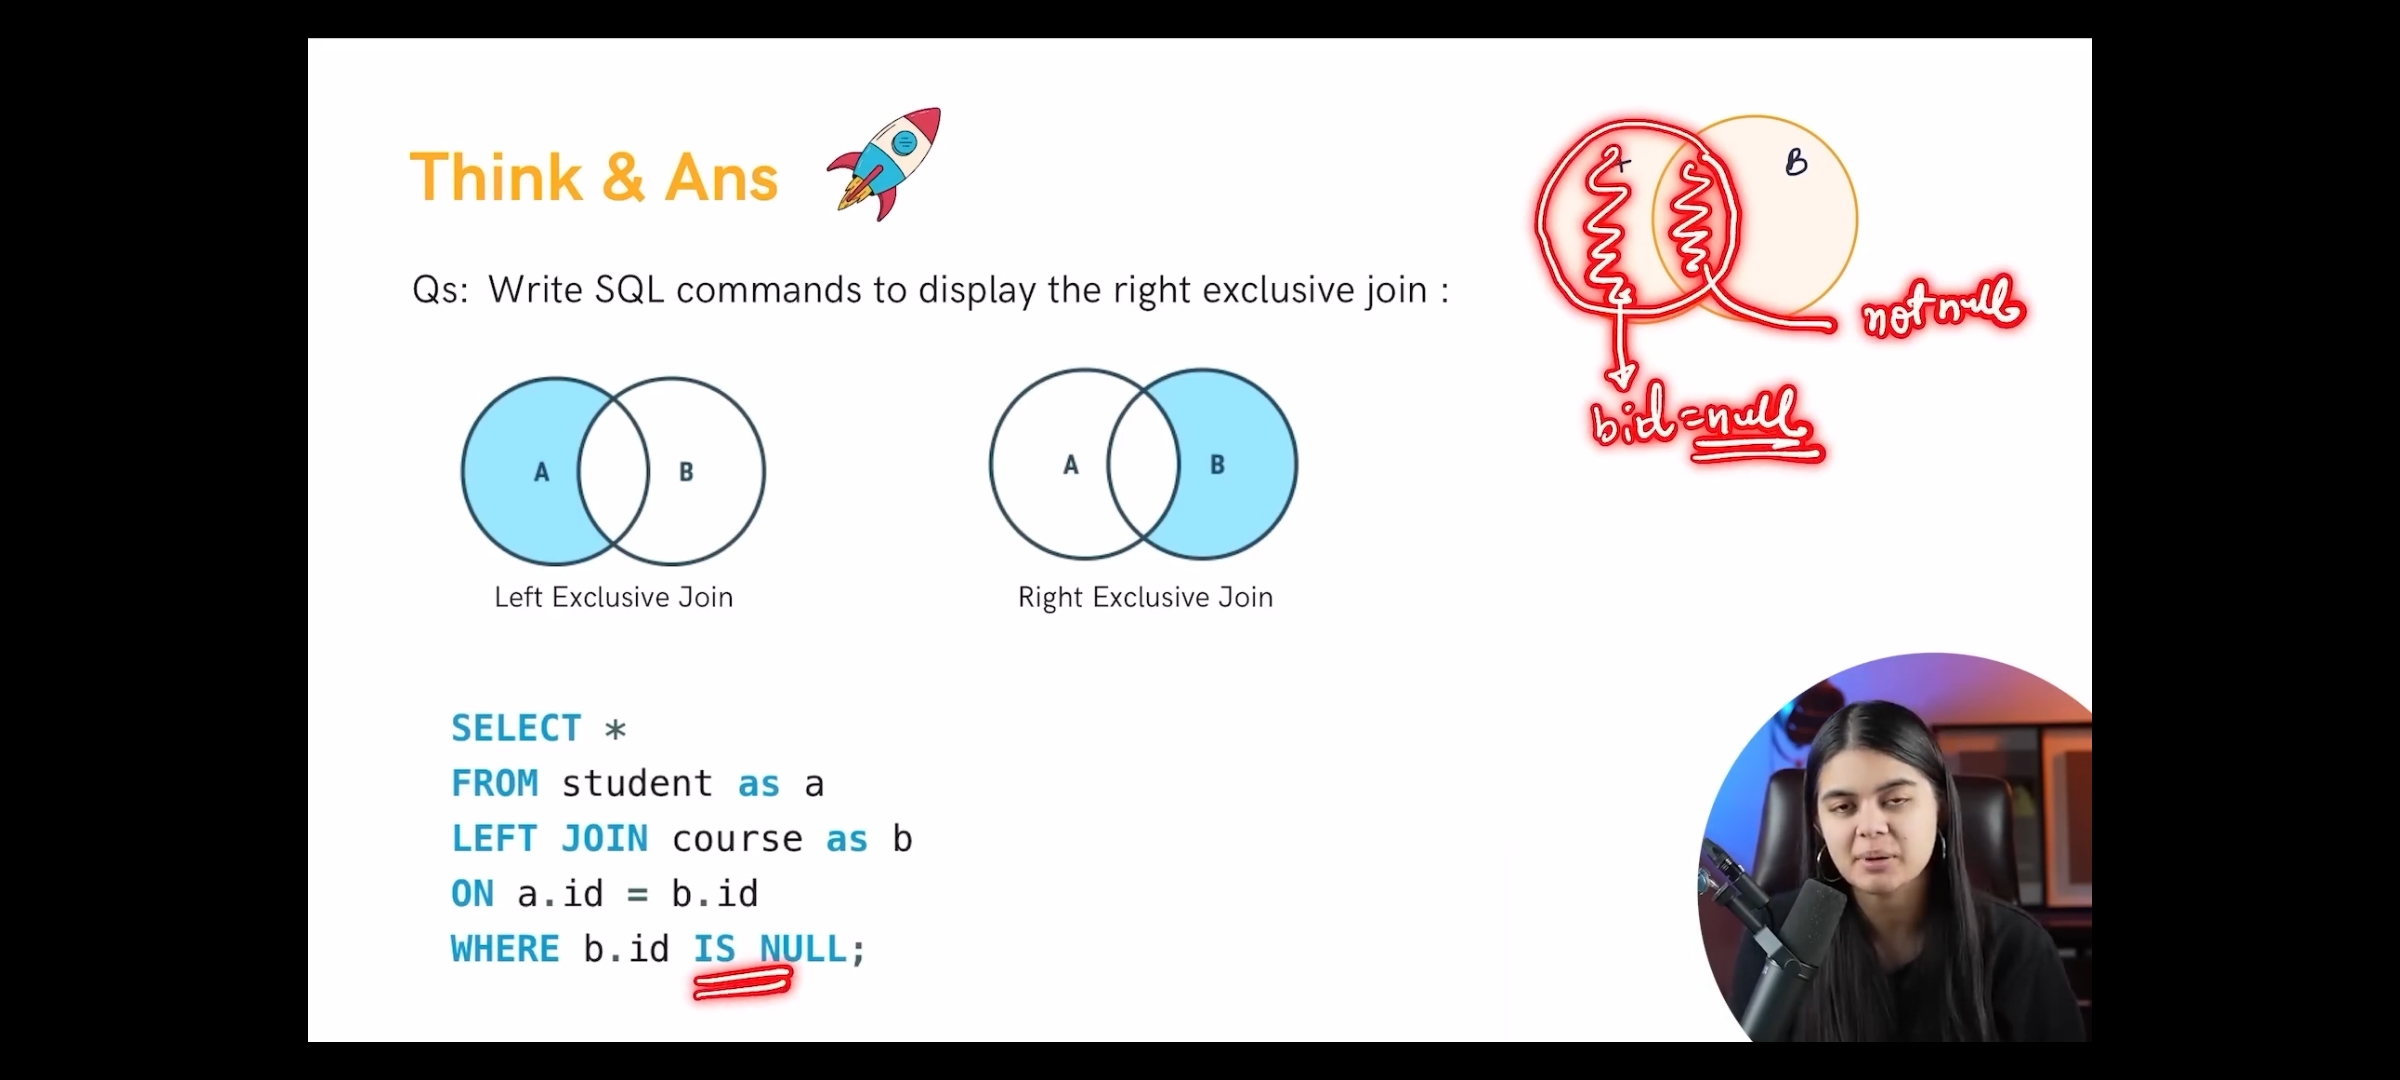 Think & Ans
Qs: Write SQL commands to display the right exclusive join :
B
not null
b.id = null
A
B
Left Exclusive Join
A
B
Right Exclusive Join
SELECT *
FROM student as a
LEFT JOIN course as b
ON a.id = b.id
WHERE b.id IS NULL;